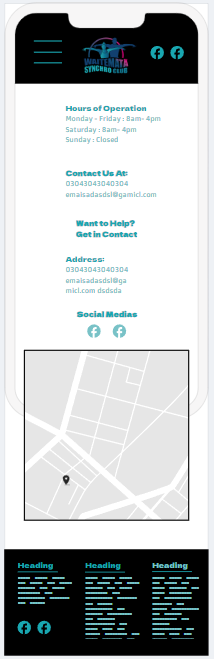 WAITEMATA
SYNCHRO CLUB
Hours of Operation
Monday - Friday : 8am- 4pm
Saturday : 8am- 4pm
Sunday : Closed
Contact Us At:
03043043040304
emailsadasdsl@gamicl.com
Want to Help?
Get in Contact
Address:
03043043040304
emailsadasdsl@ga
micl.com dsdsda
Social Medias
Heading Heading Heading